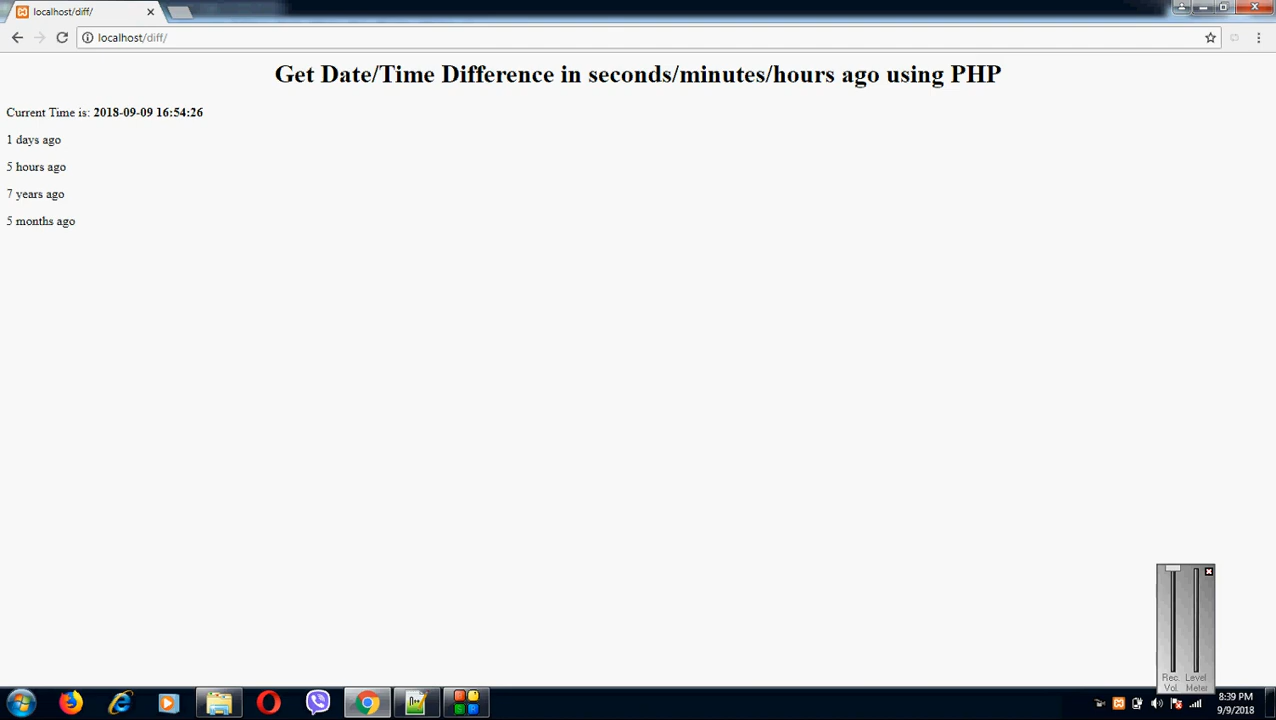 localhost/diff/
localhost/diff/
Get Date/Time Difference in seconds/minutes/hours ago using PHP
Current Time is: 2018-09-09 16:54:26
1 days ago
5 hours ago
7 years ago
5 months ago
Rec. Level
Vol. Meter
8:39 PM
9/9/2018